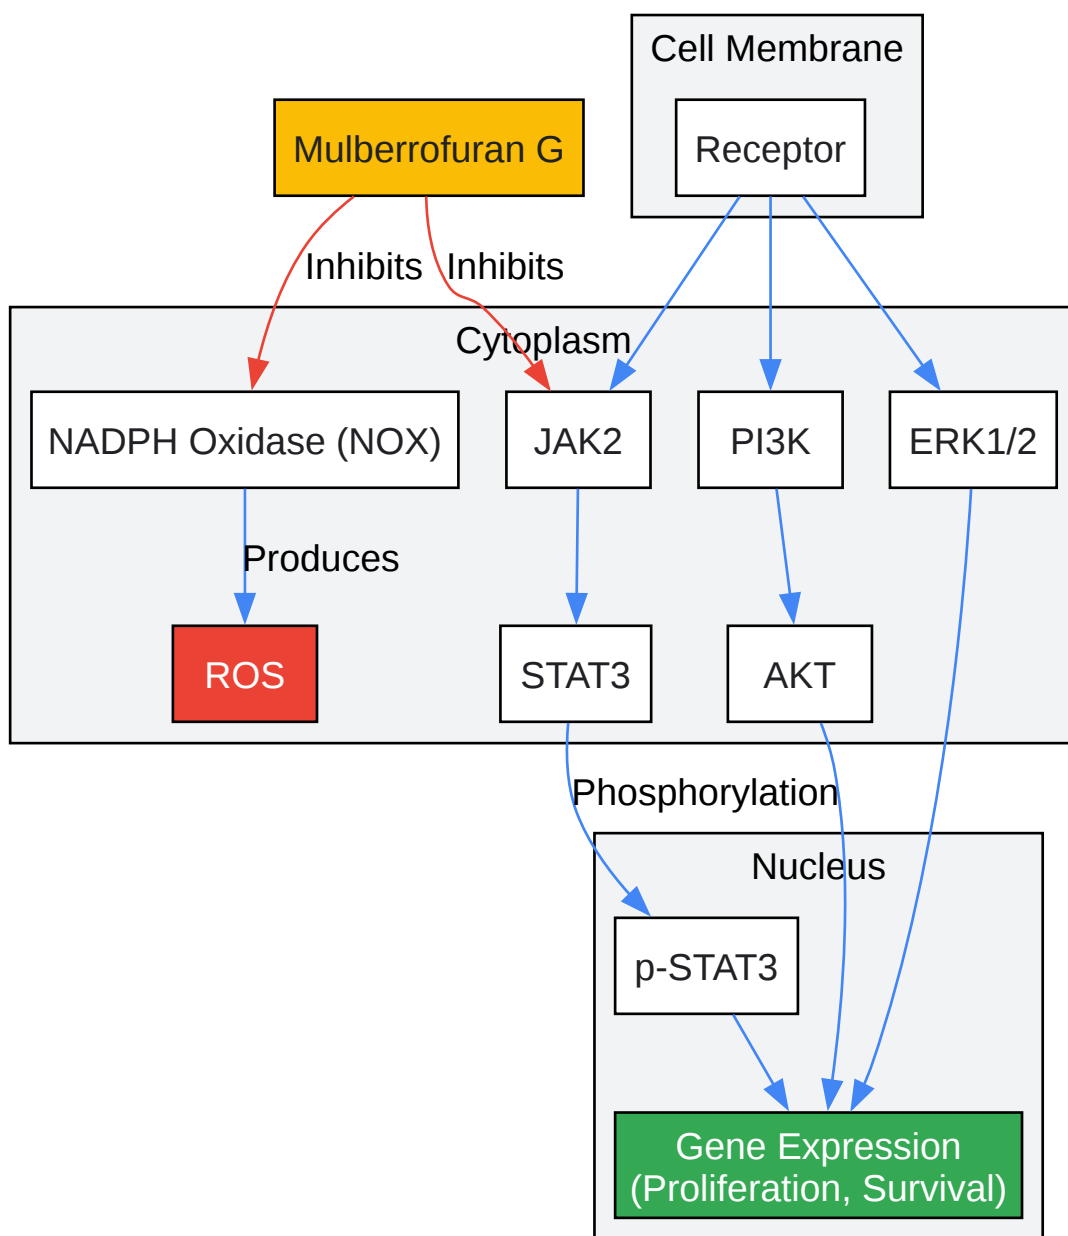 Cell Membrane
Mulberrofuran G
Receptor
Inhibits
Inhibits
Cytoplasm
NADPH Oxidase (NOX)
JAK2
PI3K
ERK1/2
Produces
ROS
STAT3
AKT
Phosphorylation
Nucleus
p-STAT3
Gene Expression
(Proliferation, Survival)